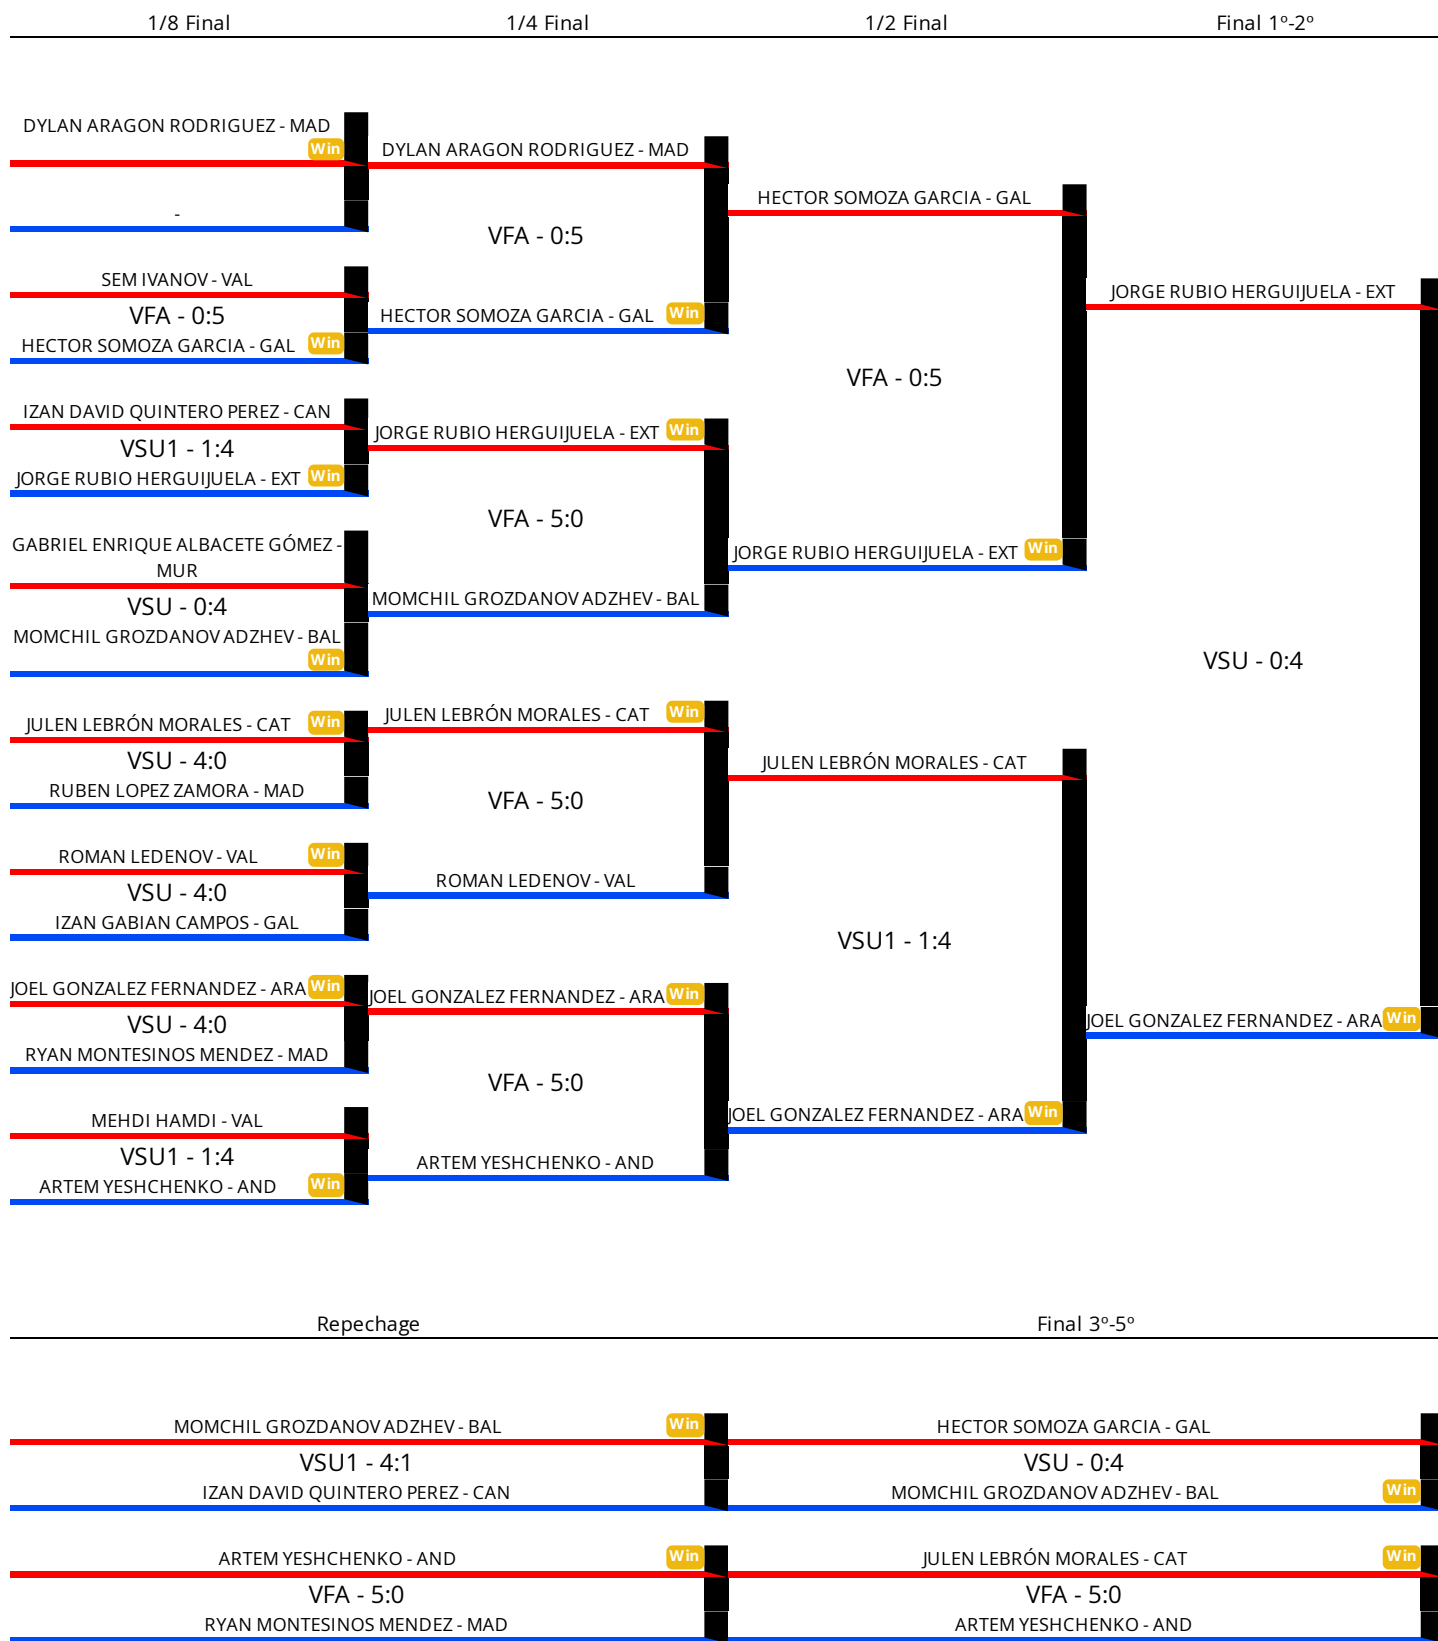 1/8 Final
1/4 Final
1/2 Final
Final 1º-2º
DYLAN ARAGON RODRIGUEZ - MAD
Win
-
SEM IVANOV - VAL
VFA - 0:5
HECTOR SOMOZA GARCIA - GAL Win
IZAN DAVID QUINTERO PEREZ - CAN
VSU1 - 1:4
JORGE RUBIO HERGUIJUELA - EXT Win
GABRIEL ENRIQUE ALBACETE GÓMEZ -
MUR
VSU - 0:4
MOMCHIL GROZDANOV ADZHEV - BAL
Win
JULEN LEBRÓN MORALES - CAT Win
VSU - 4:0
RUBEN LOPEZ ZAMORA - MAD
ROMAN LEDENOV - VAL Win
VSU - 4:0
IZAN GABIAN CAMPOS - GAL
JOEL GONZALEZ FERNANDEZ - ARA Win
VSU - 4:0
RYAN MONTESINOS MENDEZ - MAD
MEHDI HAMDI - VAL
VSU1 - 1:4
ARTEM YESHCHENKO - AND Win
DYLAN ARAGON RODRIGUEZ - MAD
VFA - 0:5
HECTOR SOMOZA GARCIA - GAL Win
JORGE RUBIO HERGUIJUELA - EXT Win
VFA - 5:0
MOMCHIL GROZDANOV ADZHEV - BAL
JULEN LEBRÓN MORALES - CAT Win
VFA - 5:0
ROMAN LEDENOV - VAL
JOEL GONZALEZ FERNANDEZ - ARA Win
VFA - 5:0
ARTEM YESHCHENKO - AND
HECTOR SOMOZA GARCIA - GAL
VFA - 0:5
JORGE RUBIO HERGUIJUELA - EXT Win
JULEN LEBRÓN MORALES - CAT
VSU1 - 1:4
JOEL GONZALEZ FERNANDEZ - ARA Win
JORGE RUBIO HERGUIJUELA - EXT
VSU - 0:4
JOEL GONZALEZ FERNANDEZ - ARA Win
Repechage
Final 3º-5º
MOMCHIL GROZDANOV ADZHEV - BAL Win
VSU1 - 4:1
IZAN DAVID QUINTERO PEREZ - CAN
ARTEM YESHCHENKO - AND Win
VFA - 5:0
RYAN MONTESINOS MENDEZ - MAD
HECTOR SOMOZA GARCIA - GAL
VSU - 0:4
MOMCHIL GROZDANOV ADZHEV - BAL Win
JULEN LEBRÓN MORALES - CAT Win
VFA - 5:0
ARTEM YESHCHENKO - AND